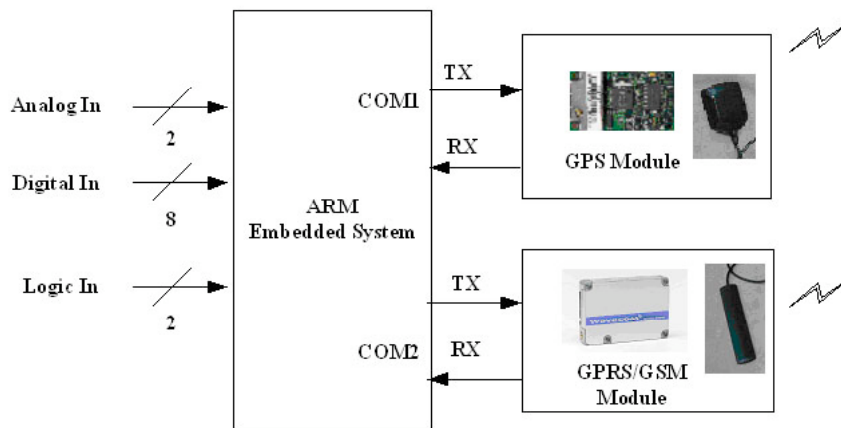 Analog In
2
Digital In
8
Logic In
2
ARM
Embedded System
COM1
TX
RX
GPS Module
COM2
TX
RX
GPRS/GSM
Module